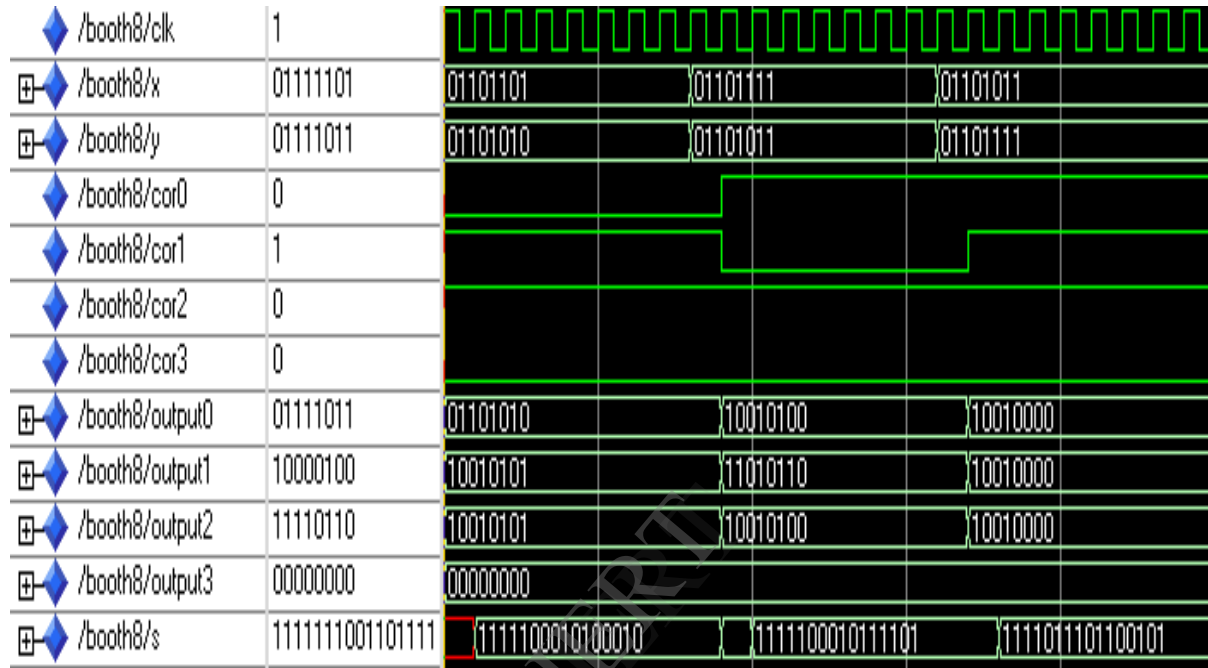 /booth8/clk 1
/booth8/x 01111101 01101101 01101111 01101011
/booth8/y 01111011 01101010 01101011 01101111
/booth8/cor0 0
/booth8/cor1 1
/booth8/cor2 0
/booth8/cor3 0
/booth8/output0 01111011 01101010 10010100 10010000
/booth8/output1 10000100 10010101 11010110 10010000
/booth8/output2 11110110 10010101 10010100 10010000
/booth8/output3 00000000 00000000
/booth8/s 1111111001101111 1111100010100010 1111100010111101 1111011101100101